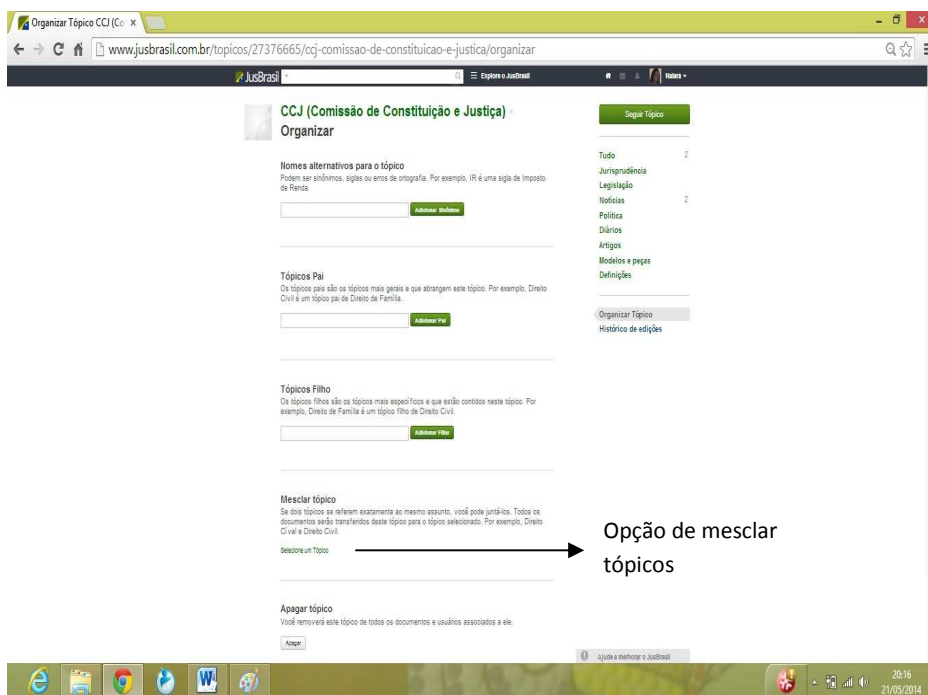 Organizar Tópico CCJ (Co
www.jusbrasil.com.br/topicos/27376665/ccj-comissao-de-constituicao-e-justica/organizar
JusBrasil
Explore o JusBrasil
Naiara
CCJ (Comissão de Constituição e Justiça)
Organizar
Nomes alternativos para o tópico
Podem ser sinônimos, siglas ou erros de ortografia. Por exemplo, IR é uma sigla de Imposto
de Renda.
Adicionar Sinônimo
Tópicos Pai
Os tópicos pais são os tópicos mais gerais e que abrangem este tópico. Por exemplo, Direito
Civil é um tópico pai de Direito de Família.
Adicionar Pai
Tópicos Filho
Os tópicos filhos são os tópicos mais específicos e que estão contidos neste tópico. Por
exemplo, Direito de Família é um tópico filho de Direito Civil.
Adicionar Filho
Mesclar tópico
Se dois tópicos se referem exatamente ao mesmo assunto, você pode juntá-los. Todos os
documentos serão transferidos deste tópico para o tópico selecionado. Por exemplo, Direito
Civel e Direito Civil.
Selecione um Tópico
Opção de mesclar
tópicos
Apagar tópico
Você removerá este tópico de todos os documentos e usuários associados a ele.
Apagar
Seguir Tópico
Tudo 2
Jurisprudência
Legislação
Notícias 2
Política
Diários
Artigos
Modelos e peças
Definições
Organizar Tópico
Histórico de edições
Ajude a melhorar o JusBrasil
20:16
21/05/2014